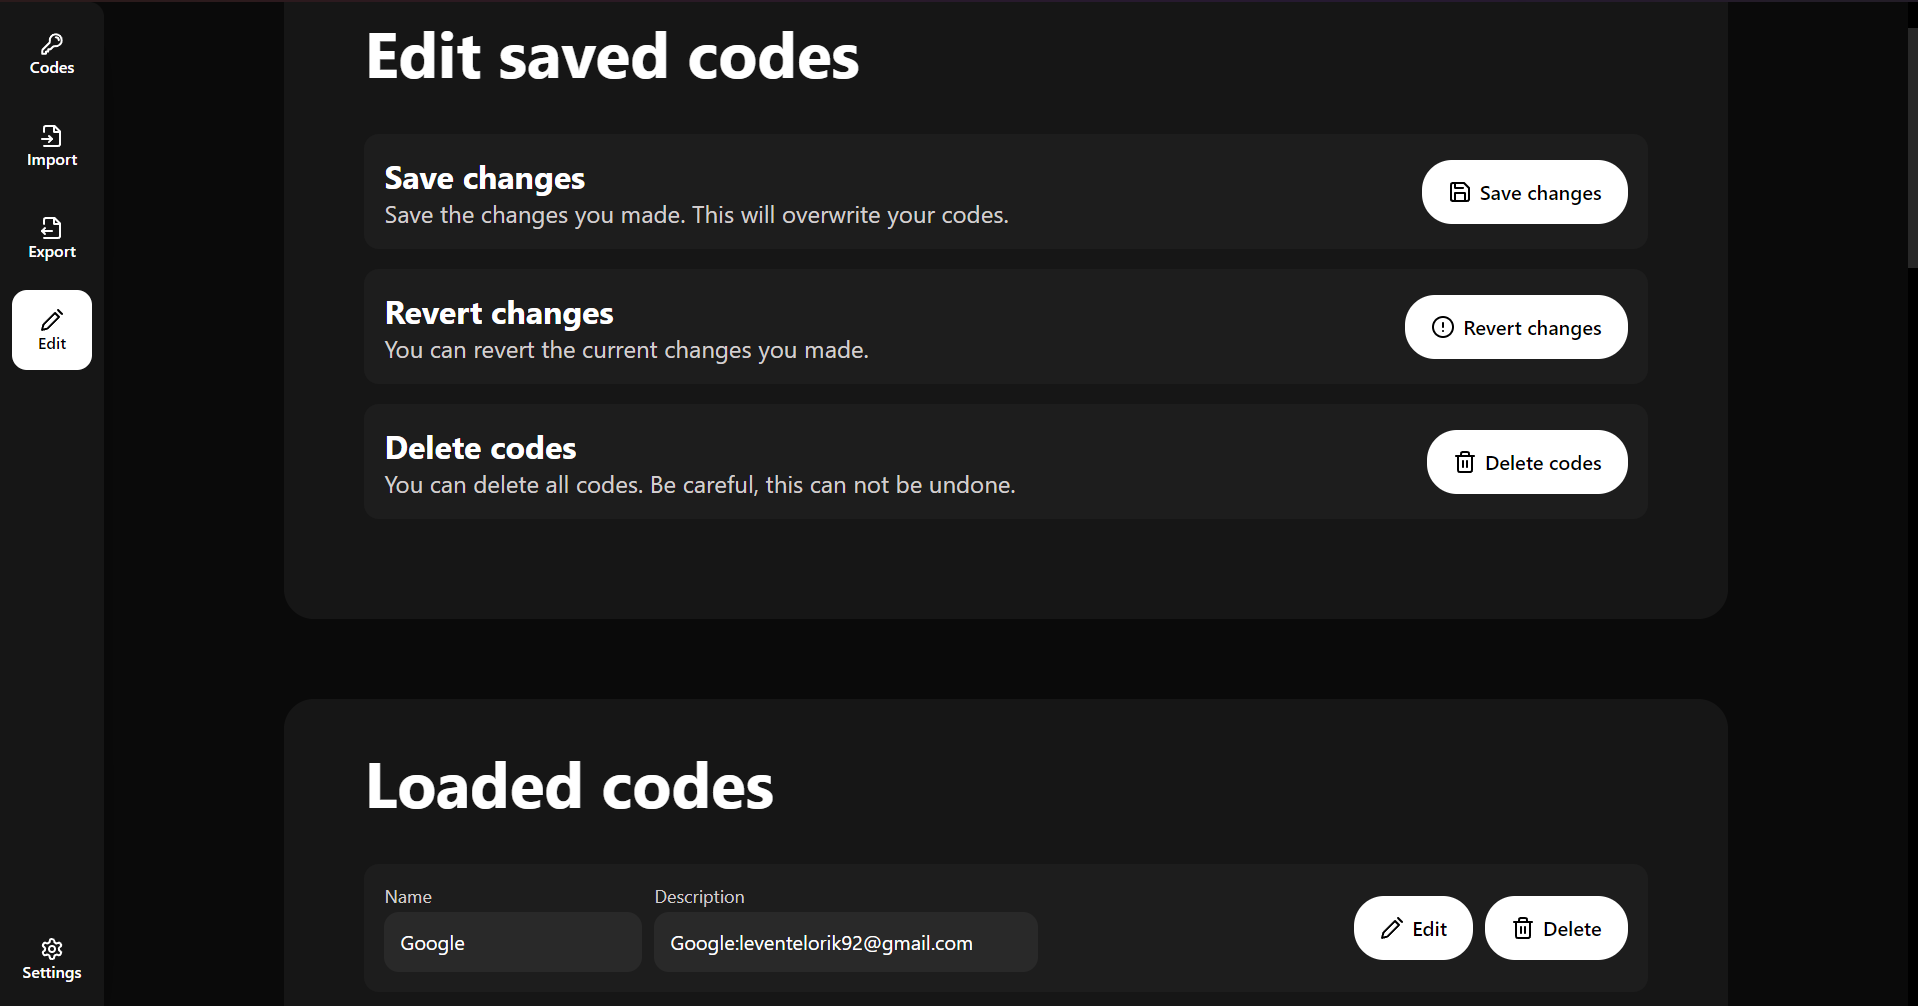 Codes
Import
Export
Edit
Settings
Edit saved codes
Save changes
Save the changes you made. This will overwrite your codes.
Save changes
Revert changes
You can revert the current changes you made.
Revert changes
Delete codes
You can delete all codes. Be careful, this can not be undone.
Delete codes
Loaded codes
Name
Google
Description
Google:leventelorik92@gmail.com
Edit
Delete